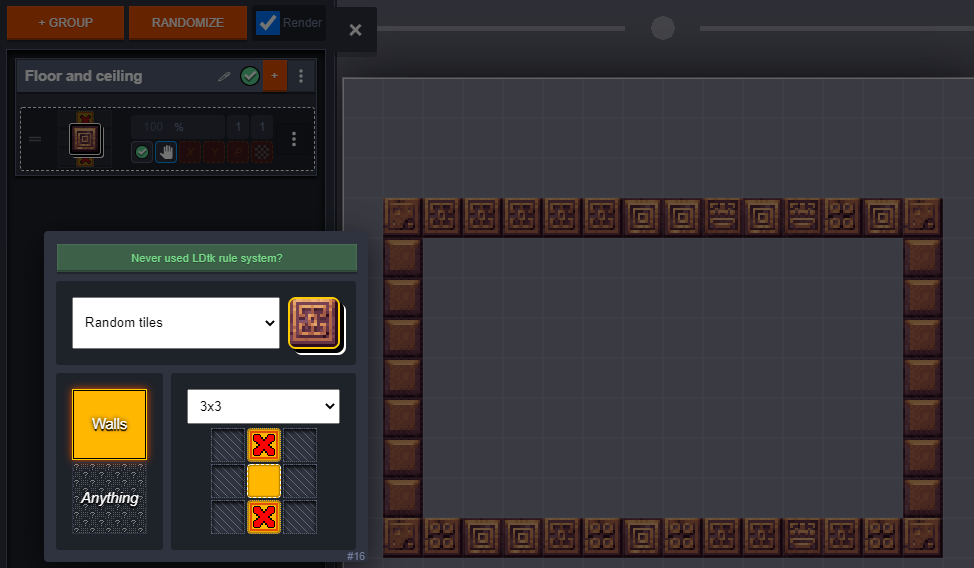 + GROUP
RANDOMIZE
Render
×
Floor and ceiling
+
100 %
1
1
X
Y
P
Never used LDtk rule system?
Random tiles
Walls
3x3
Anything
#16